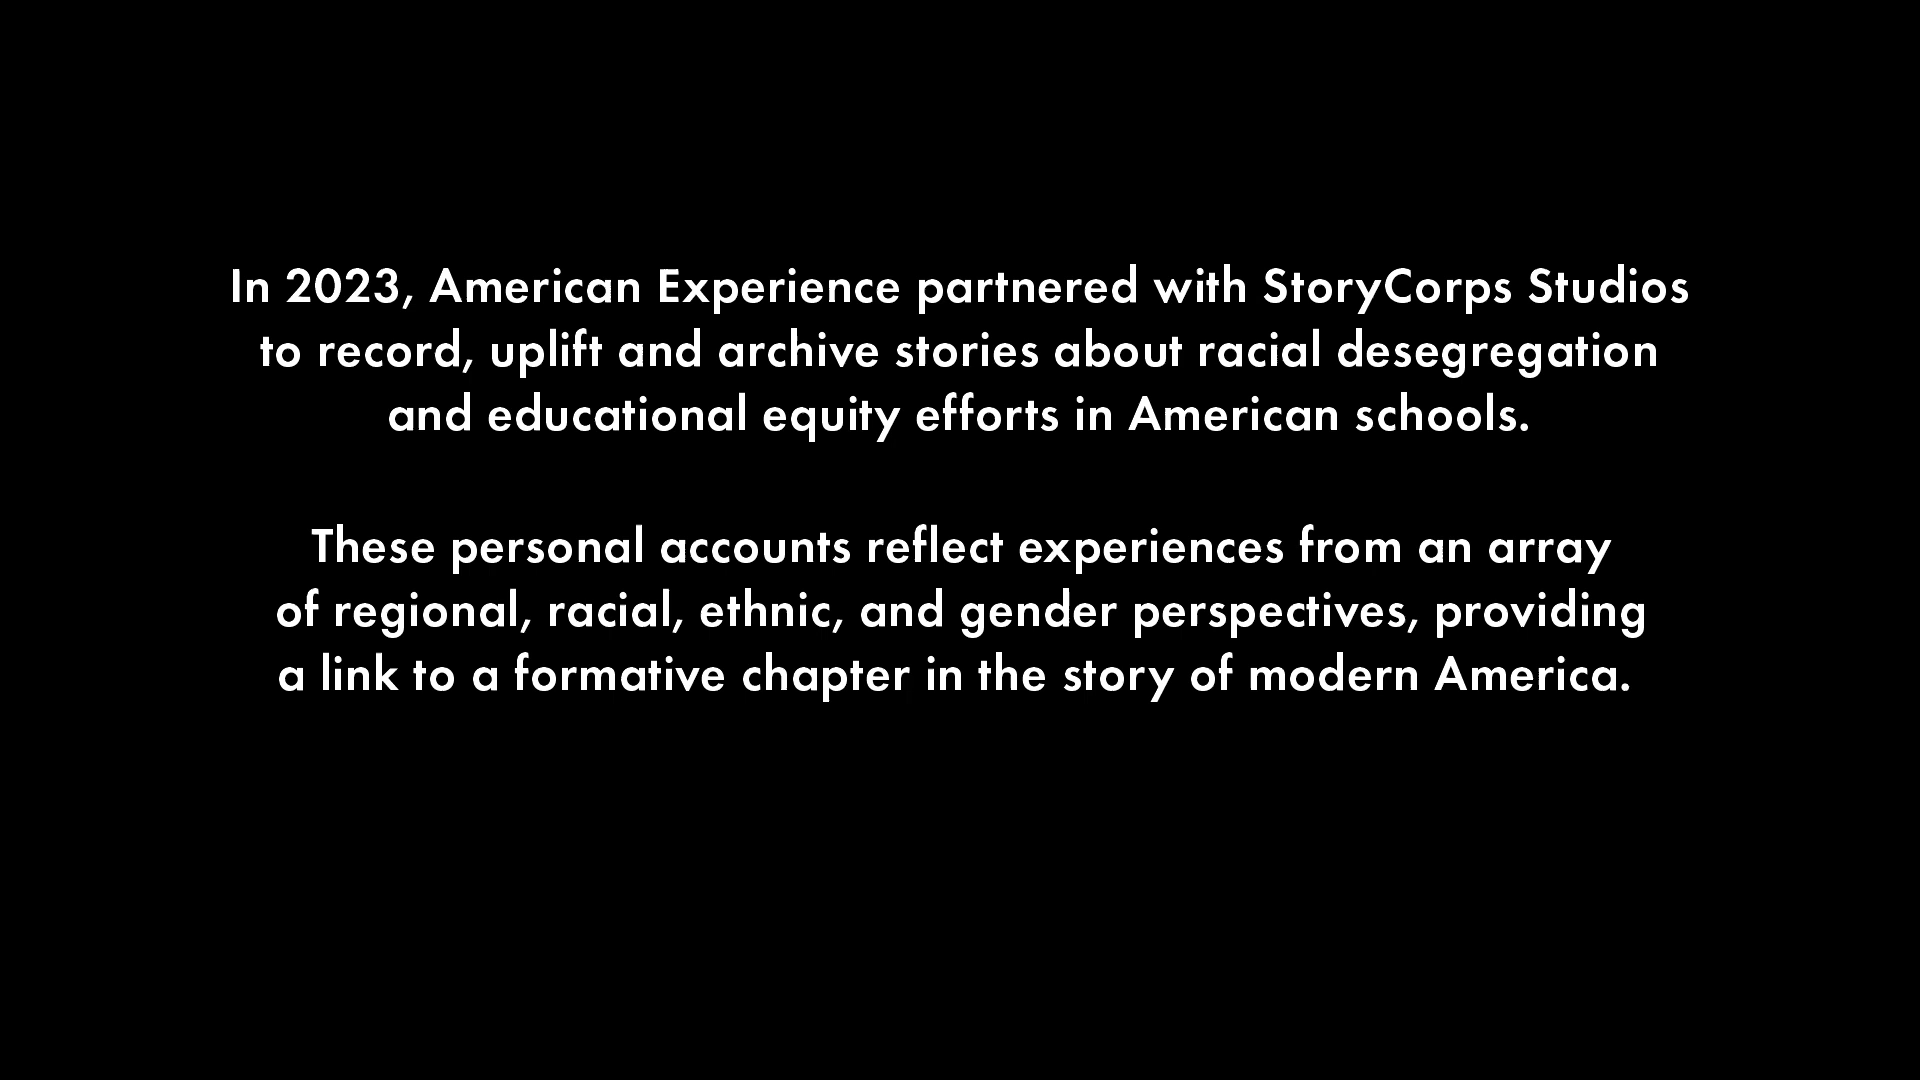 In 2023, American Experience partnered with StoryCorps Studios
to record, uplift and archive stories about racial desegregation
and educational equity efforts in American schools.
These personal accounts reflect experiences from an array
of regional, racial, ethnic, and gender perspectives, providing
a link to a formative chapter in the story of modern America.